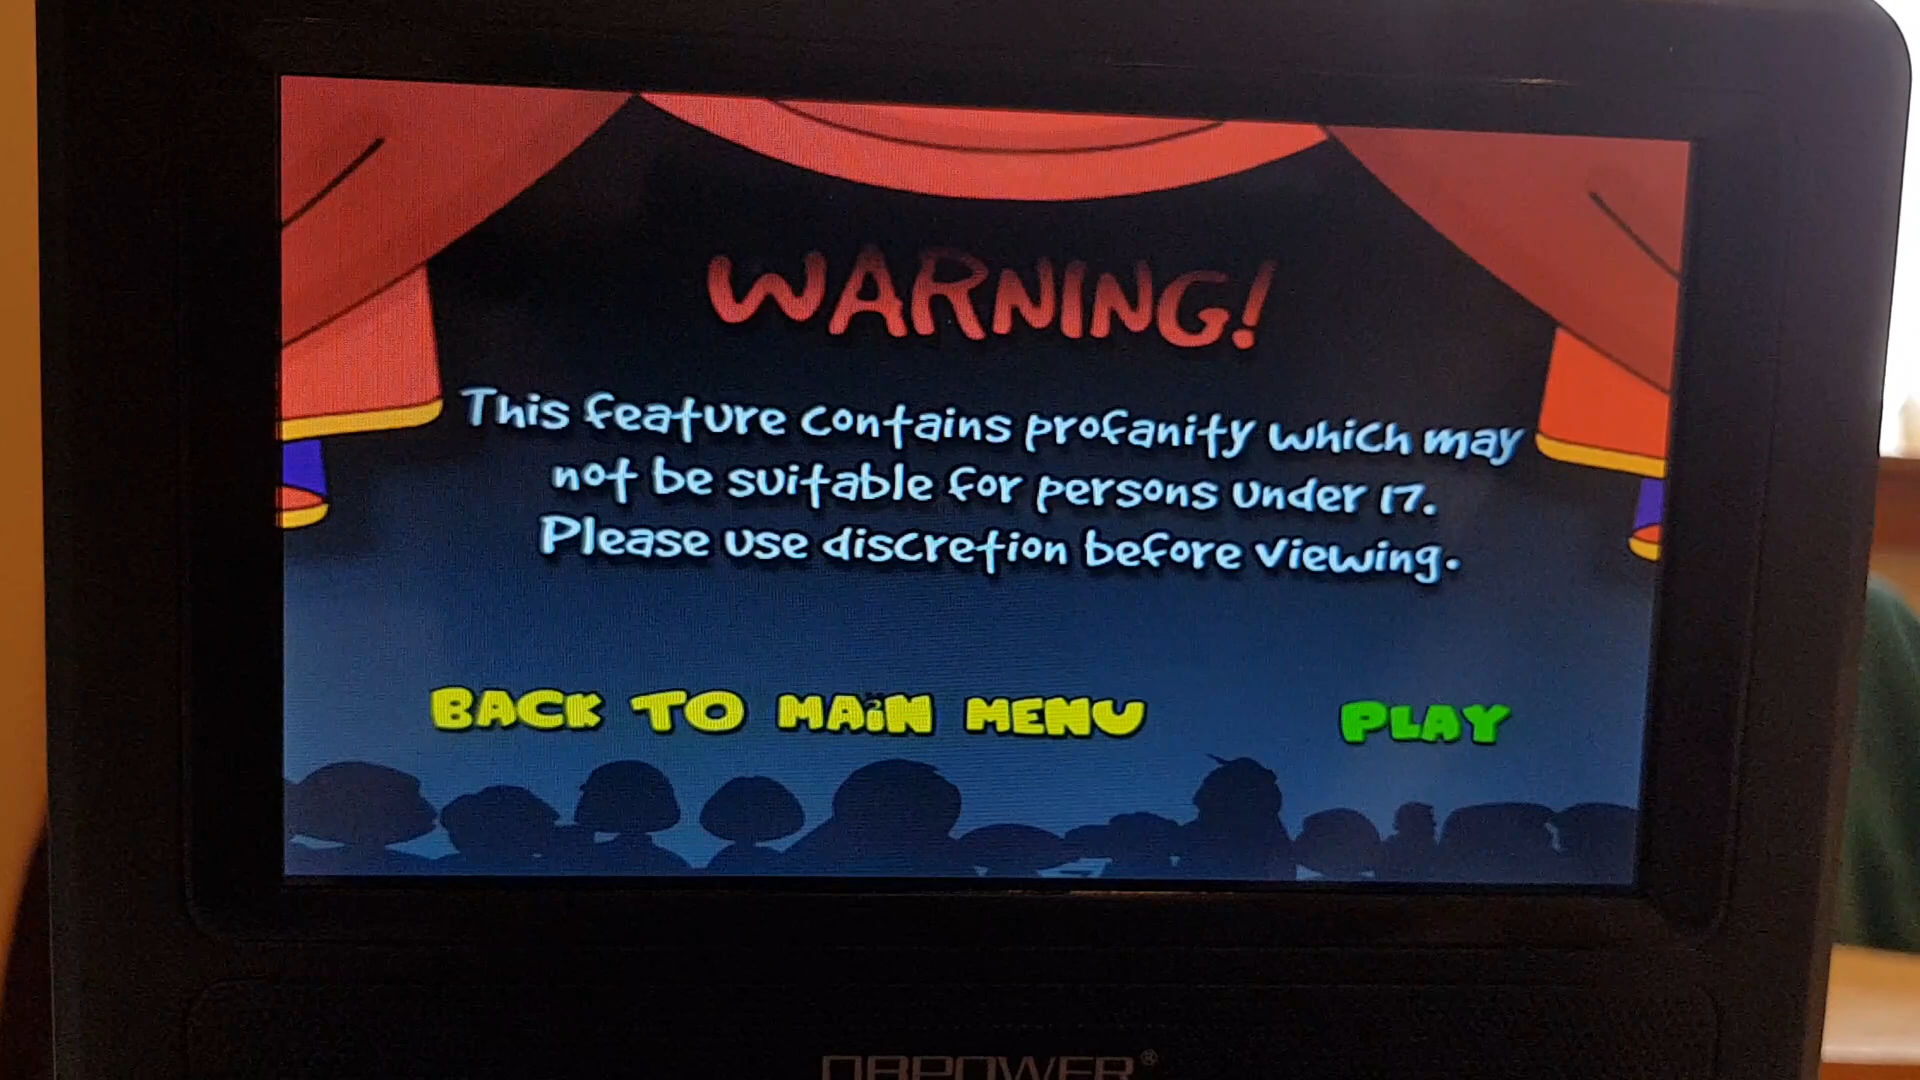 WARNING!
This feature contains profanity which may
not be suitable for persons under 17.
Please use discretion before viewing.
BACK TO MAiN MENU
PLAY
DBPOWER®